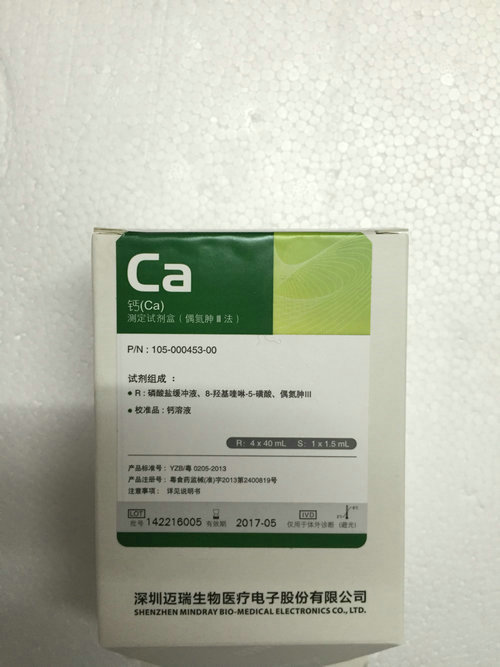 Ca
钙(Ca)
测定试剂盒（偶氮胂Ⅲ法）
P/N : 105-000453-00
试剂组成 :
• R : 磷酸盐缓冲液、8-羟基喹啉-5-磺酸、偶氮胂III
• 校准品 : 钙溶液
R: 4 x 40 mL S: 1 x 1.5 mL
产品标准号 : YZB/粤 0205-2013
产品注册号 : 粤食药监械(准)字2013第2400819号
注意事项 : 详见说明书
LOT IVD
批号 142216005 有效期 2017-05 仅用于体外诊断 (避光)
深圳迈瑞生物医疗电子股份有限公司
SHENZHEN MINDRAY BIO-MEDICAL ELECTRONICS CO., LTD.